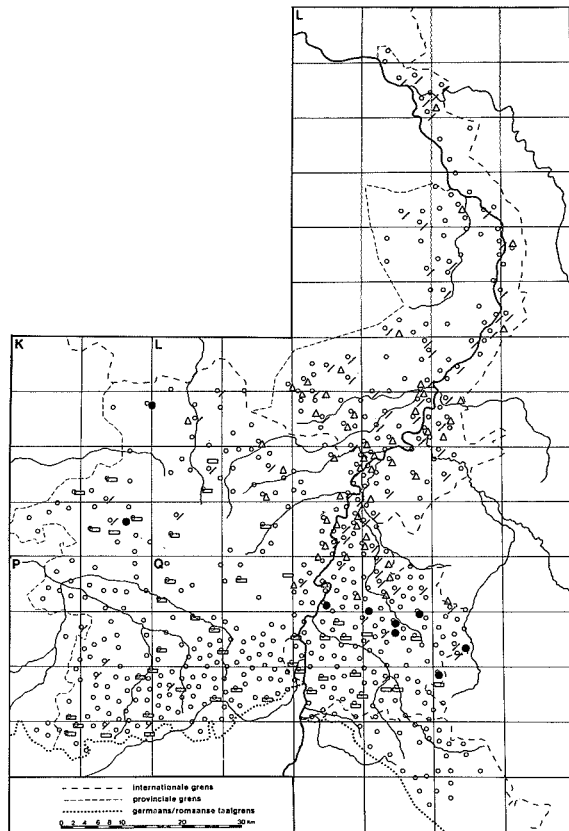 L
K L
P Q
internationale grens
provinciale grens
germaans/romaanse taalgrens
0 2 4 6 8 10 20 30 Km